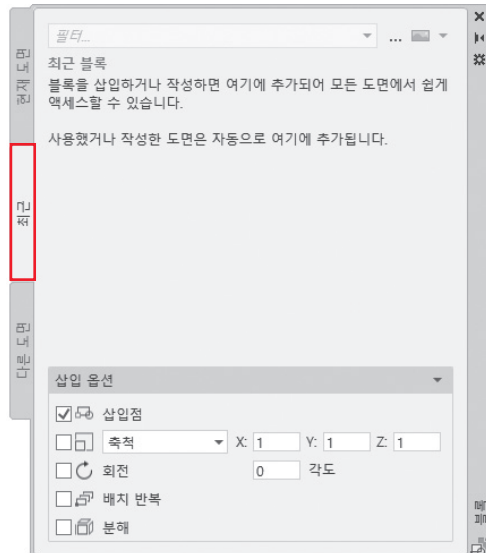 필터...
...
현재 도면
최근 블록
블록을 삽입하거나 작성하면 여기에 추가되어 모든 도면에서 쉽게
액세스할 수 있습니다.
사용했거나 작성한 도면은 자동으로 여기에 추가됩니다.
최근
다른 도면
삽입 옵션
삽입점
축척 X: 1 Y: 1 Z: 1
회전 0 각도
배치 반복
분해
블록